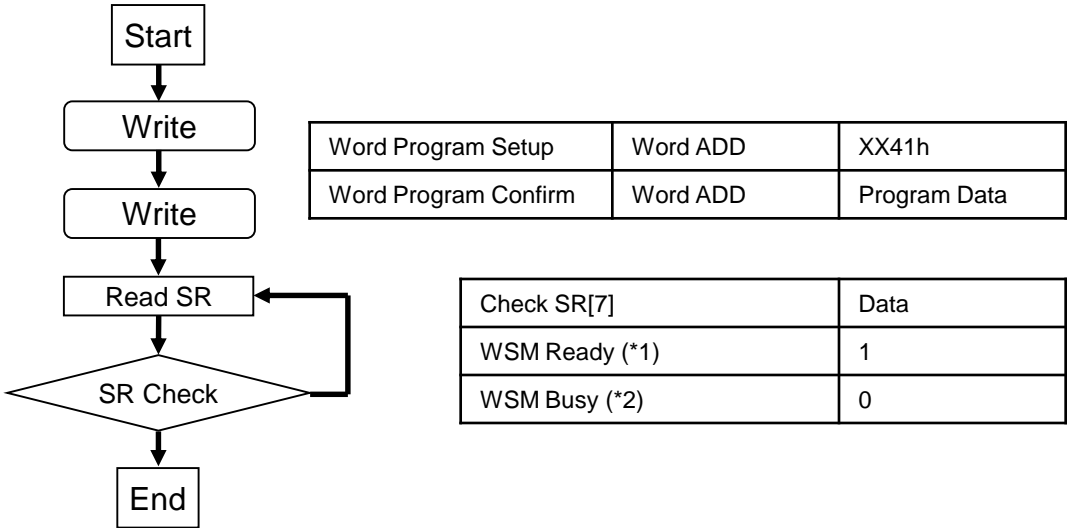 Start
Write
Write
Read SR
SR Check
End
Word Program Setup Word ADD XX41h
Word Program Confirm Word ADD Program Data
Check SR[7] Data
WSM Ready (*1) 1
WSM Busy (*2) 0